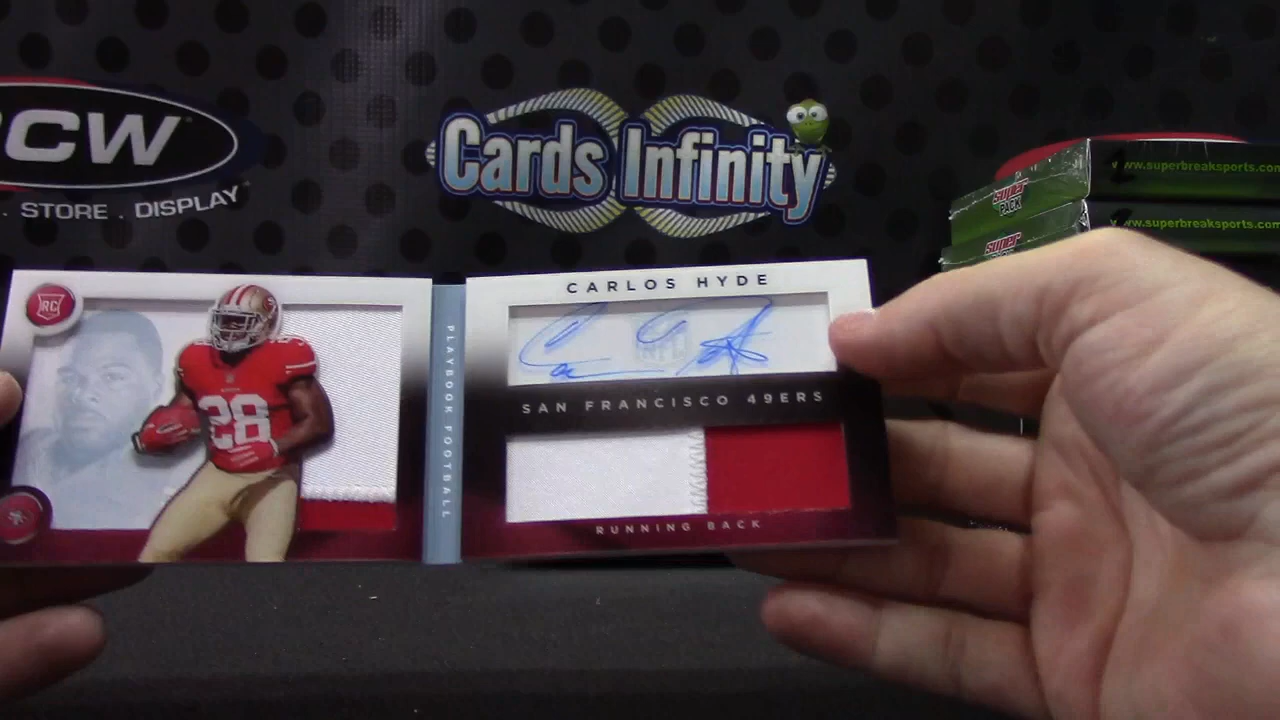 CW
. STORE . DISPLAY
Cards Infinity
super
PACK
www.superbreaksports.com
super
www.superbreaksports.com
RC
28
PLAYBOOK FOOTBALL
CARLOS HYDE
NFL
SAN FRANCISCO 49ERS
RUNNING BACK